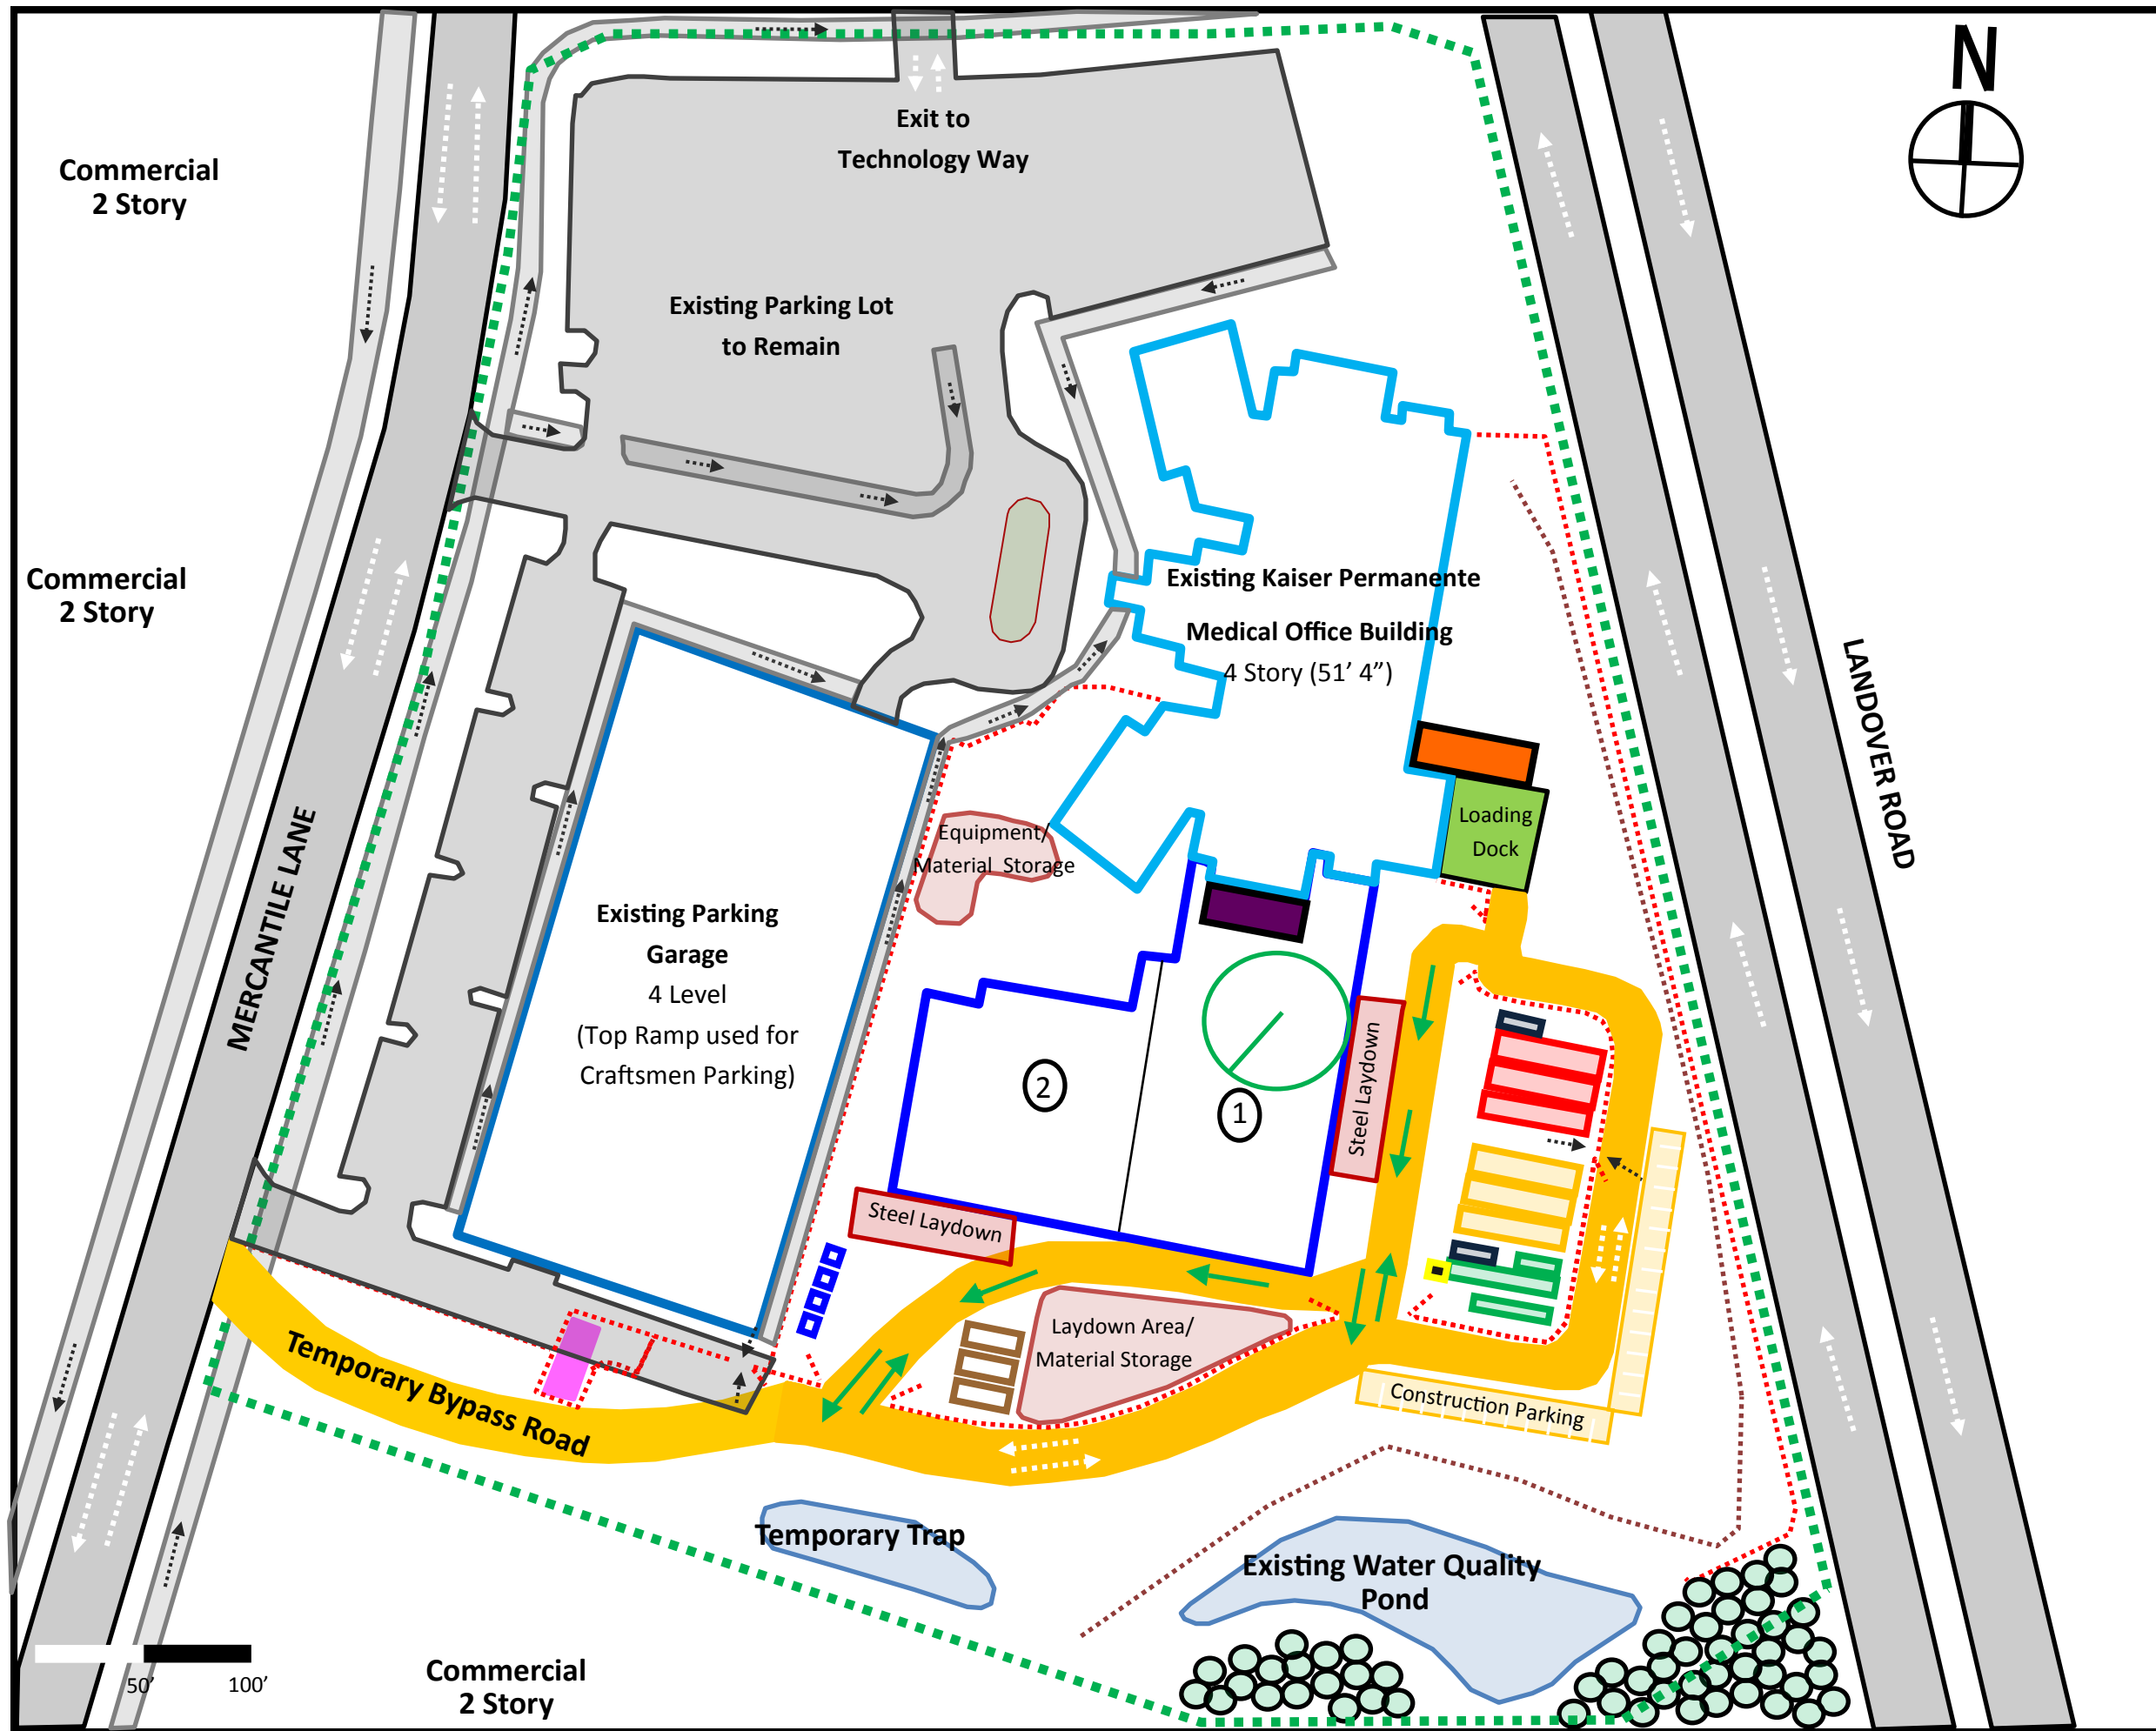 N
Exit to
Technology Way
Commercial
2 Story
Existing Parking Lot
to Remain
Commercial
2 Story
Existing Kaiser Permanente
Medical Office Building
4 Story (51’ 4”)
LANDOVER ROAD
MERCANTILE LANE
Loading
Dock
Equipment/
Material Storage
Existing Parking
Garage
4 Level
(Top Ramp used for
Craftsmen Parking)
2
1
Steel Laydown
Steel Laydown
Laydown Area/
Material Storage
Temporary Bypass Road
Construction Parking
Temporary Trap
Existing Water Quality
Pond
Commercial
2 Story
50’
100’